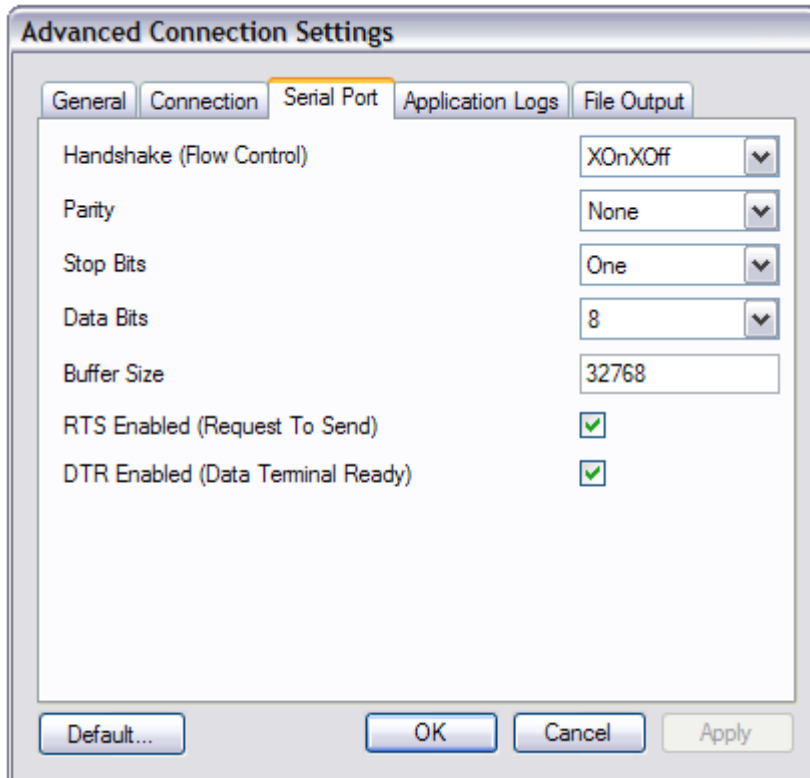 Advanced Connection Settings
General Connection Serial Port Application Logs File Output
Handshake (Flow Control) XOnXOff
Parity None
Stop Bits One
Data Bits 8
Buffer Size 32768
RTS Enabled (Request To Send)
DTR Enabled (Data Terminal Ready)
Default... OK Cancel Apply